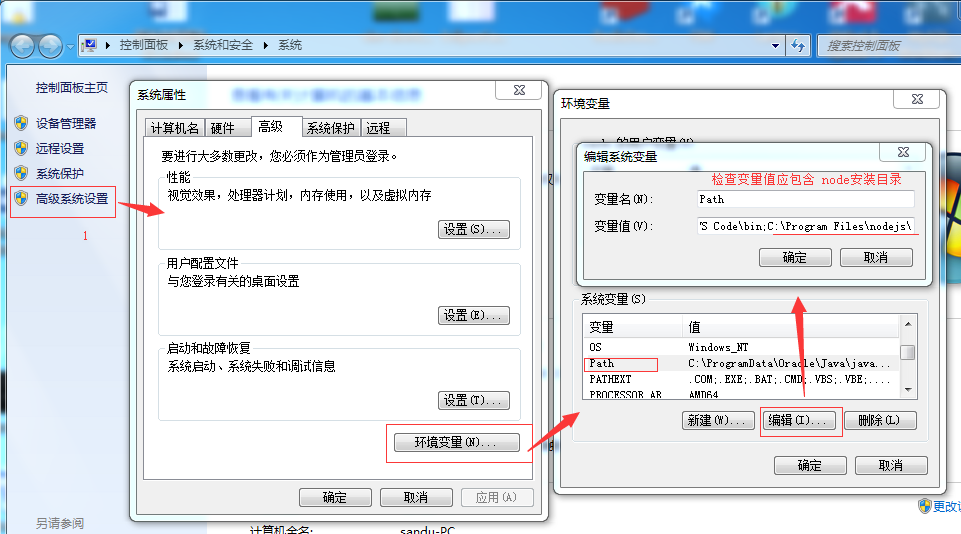 控制面板 系统和安全 系统
搜索控制面板
控制面板主页
设备管理器
远程设置
系统保护
高级系统设置
1
另请参阅
系统属性
计算机名 硬件 高级 系统保护 远程
要进行大多数更改，您必须作为管理员登录。
性能
视觉效果，处理器计划，内存使用，以及虚拟内存
设置(S)...
用户配置文件
与您登录有关的桌面设置
设置(E)...
启动和故障恢复
系统启动、系统失败和调试信息
设置(T)...
环境变量(N)...
确定 取消 应用(A)
计算机全名: sandu-PC
环境变量
的用户变量(U)
编辑系统变量
检查变量值应包含 node安装目录
变量名(N): Path
变量值(V): 'S Code\bin;C:\Program Files\nodejs\
确定 取消
系统变量(S)
变量 值
OS Windows_NT
Path C:\ProgramData\Oracle\Java\java...
PATHEXT .COM;.EXE;.BAT;.CMD;.VBS;.VBE;....
PROCESSOR_AR AMD64
新建(W)... 编辑(I)... 删除(L)
确定 取消
更改